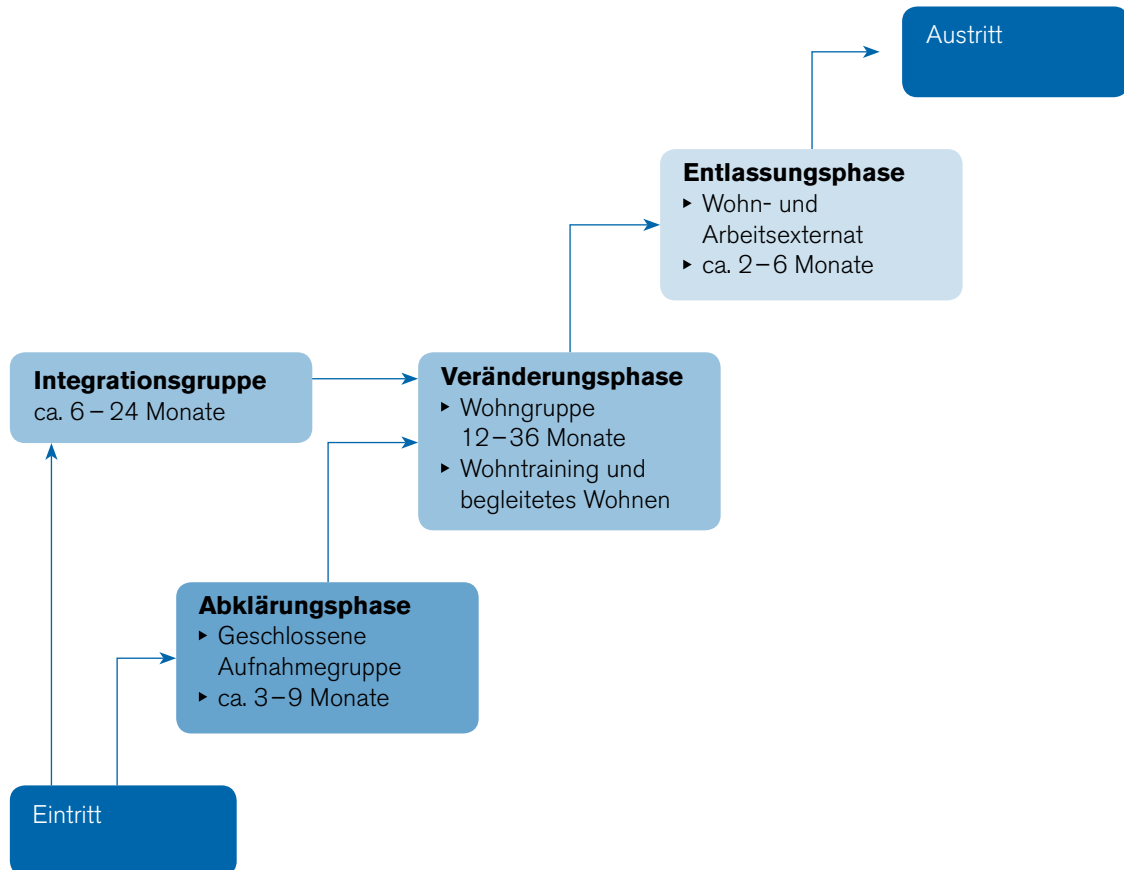 Austritt
Entlassungsphase
▸ Wohn- und
Arbeitsexternat
▸ ca. 2–6 Monate
Integrationsgruppe
ca. 6 – 24 Monate
Veränderungsphase
▸ Wohngruppe
12–36 Monate
▸ Wohntraining und
begleitetes Wohnen
Abklärungsphase
▸ Geschlossene
Aufnahmegruppe
▸ ca. 3–9 Monate
Eintritt